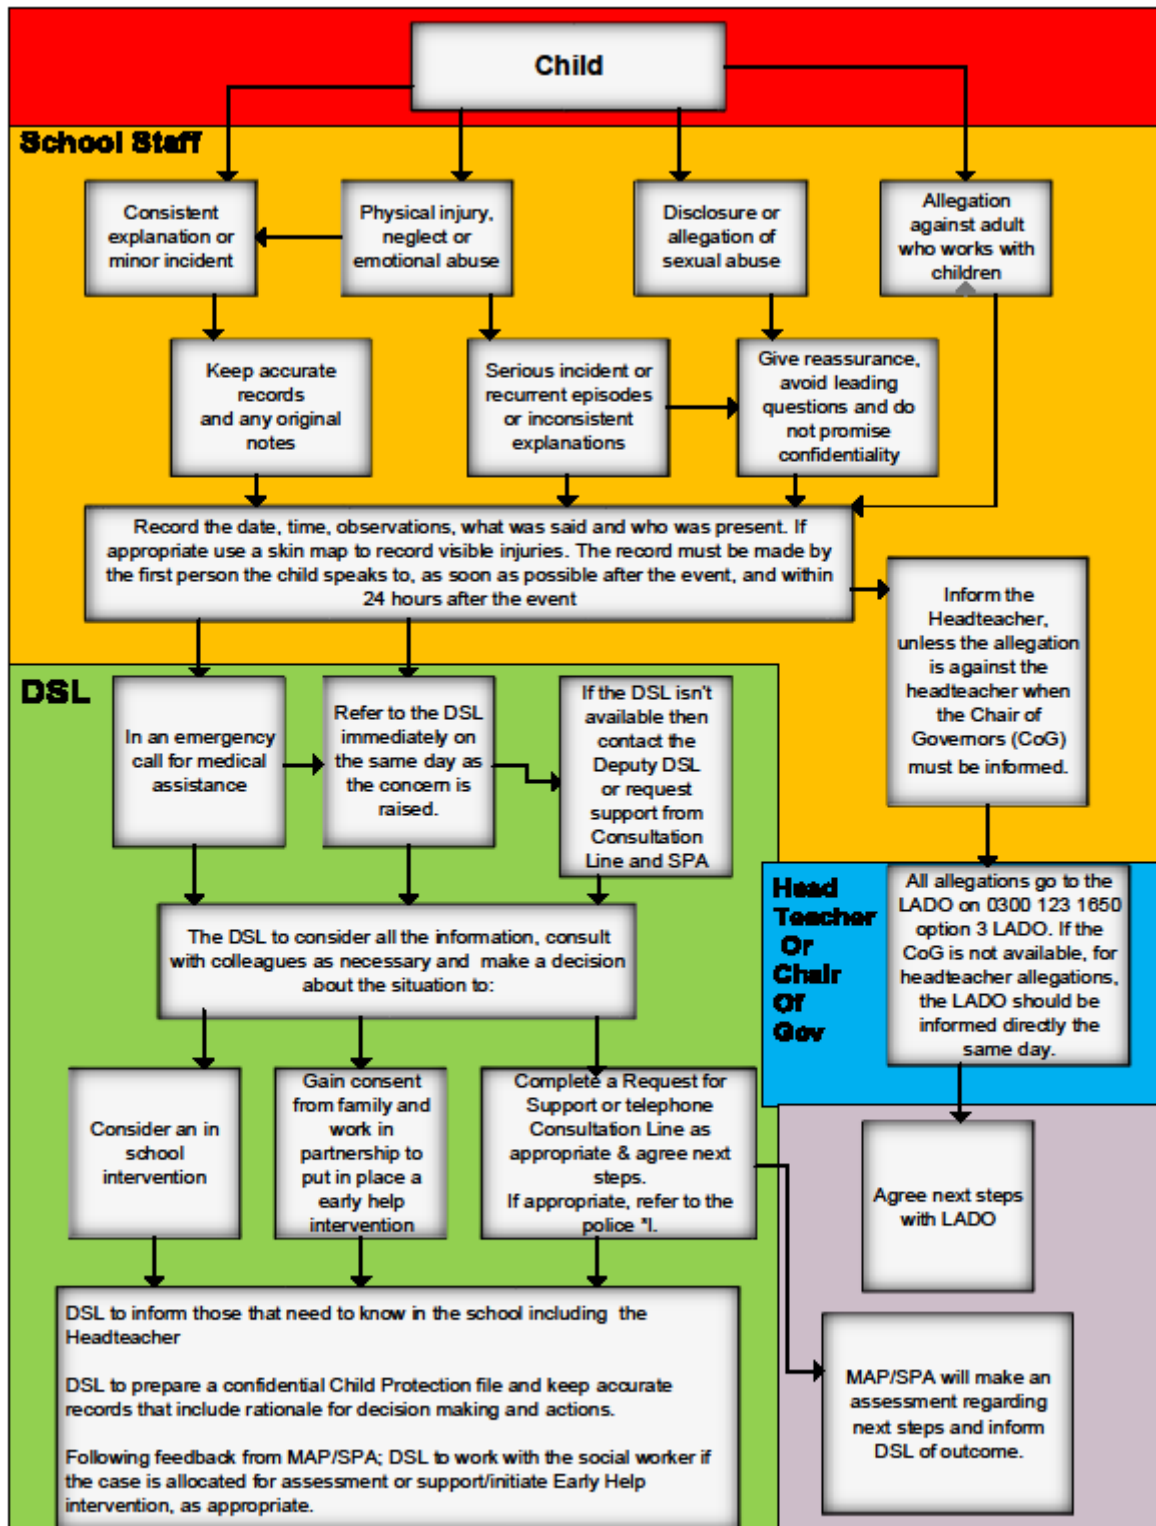 Child
School Staff
Consistent
explanation or
minor incident
Physical injury,
neglect or
emotional abuse
Disclosure or
allegation of
sexual abuse
Allegation
against adult
who works with
children
Keep accurate
records
and any original
notes
Serious incident or
recurrent episodes
or inconsistent
explanations
Give reassurance,
avoid leading
questions and do
not promise
confidentiality
Record the date, time, observations, what was said and who was present. If
appropriate use a skin map to record visible injuries. The record must be made by
the first person the child speaks to, as soon as possible after the event, and within
24 hours after the event
Inform the
Headteacher,
unless the allegation
is against the
headteacher when
the Chair of
Governors (CoG)
must be informed.
DSL
In an emergency
call for medical
assistance
Refer to the DSL
immediately on
the same day as
the concern is
raised.
If the DSL isn't
available then
contact the
Deputy DSL
or request
support from
Consultation
Line and SPA
Head
Teacher
Or
Chair
Of
Gov
All allegations go to the
LADO on 0300 123 1650
option 3 LADO. If the
CoG is not available, for
headteacher allegations,
the LADO should be
informed directly the
same day.
The DSL to consider all the information, consult
with colleagues as necessary and make a decision
about the situation to:
Consider an in
school
intervention
Gain consent
from family and
work in
partnership to
put in place a
early help
intervention
Complete a Request for
Support or telephone
Consultation Line as
appropriate & agree next
steps.
If appropriate, refer to the
police *I.
Agree next steps
with LADO
DSL to inform those that need to know in the school including the
Headteacher
DSL to prepare a confidential Child Protection file and keep accurate
records that include rationale for decision making and actions.
Following feedback from MAP/SPA; DSL to work with the social worker if
the case is allocated for assessment or support/initiate Early Help
intervention, as appropriate.
MAP/SPA will make an
assessment regarding
next steps and inform
DSL of outcome.